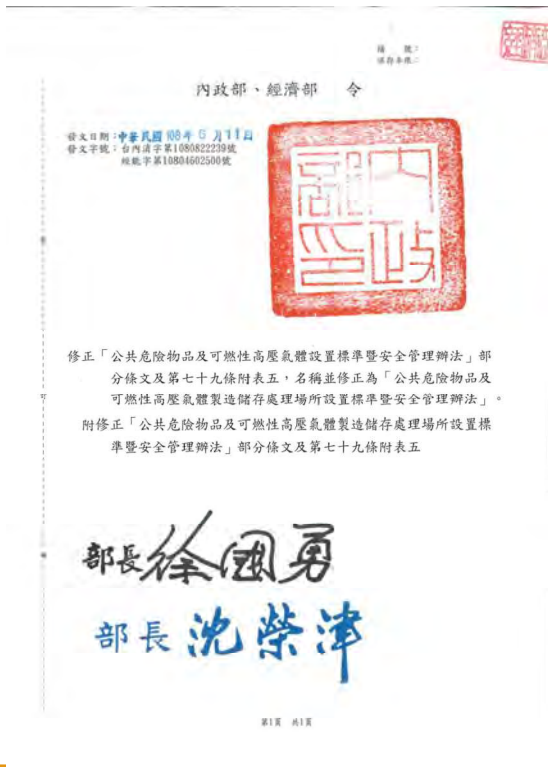 檔　號：
保存年限：
內政部、經濟部　令
發文日期：中華民國108年6月11日
發文字號：台內消字第1080822239號
經能字第10804602500號
內政部印
修正「公共危險物品及可燃性高壓氣體設置標準暨安全管理辦法」部
分條文及第七十九條附表五，名稱並修正為「公共危險物品及
可燃性高壓氣體製造儲存處理場所設置標準暨安全管理辦法」。
附修正「公共危險物品及可燃性高壓氣體製造儲存處理場所設置標
準暨安全管理辦法」部分條文及第七十九條附表五
部長徐國勇
部長沈榮津
第1頁　共1頁